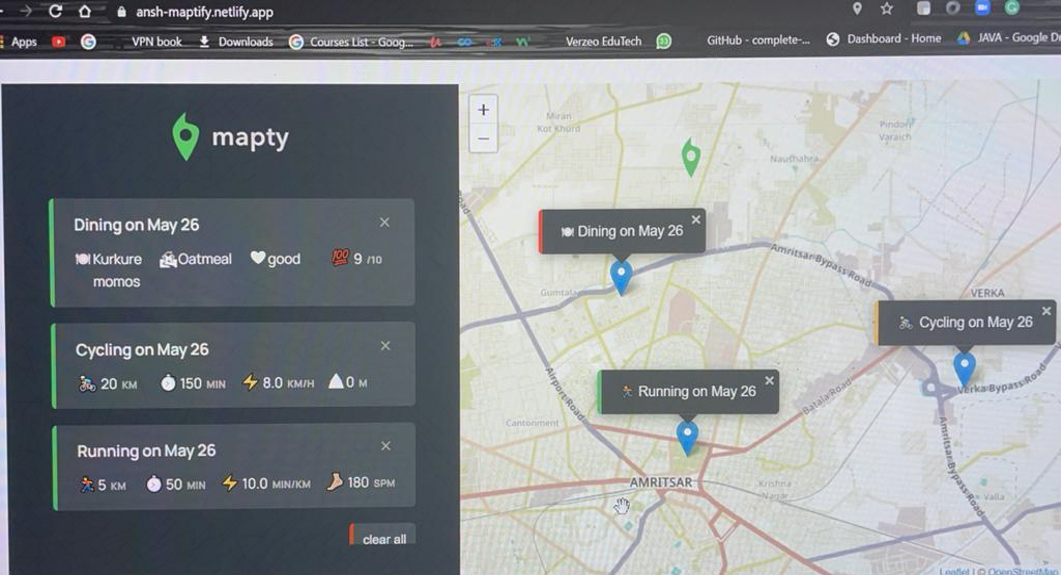 ansh-maptify.netlify.app
Apps
VPN book
Downloads
Courses List - Goog...
Verzeo EduTech
GitHub - complete-...
Dashboard - Home
JAVA - Google Dr
mapty
Dining on May 26
Kurkure momos
Oatmeal
good
100 9 /10
Cycling on May 26
20 KM
150 MIN
8.0 KM/H
0 M
Running on May 26
5 KM
50 MIN
10.0 MIN/KM
180 SPM
clear all
+
−
Miran
Kot Khurd
Pindori
Varaich
Naushahra
Dining on May 26
Amritsar Bypass Road
Gumtala
VERKA
Cycling on May 26
Verka Bypass Road
Running on May 26
Airport Road
Batala Road
Cantonment
AMRITSAR
Krishna
Nagar
Amritsar Bypass Road
Valla
Leaflet | © OpenStreetMap